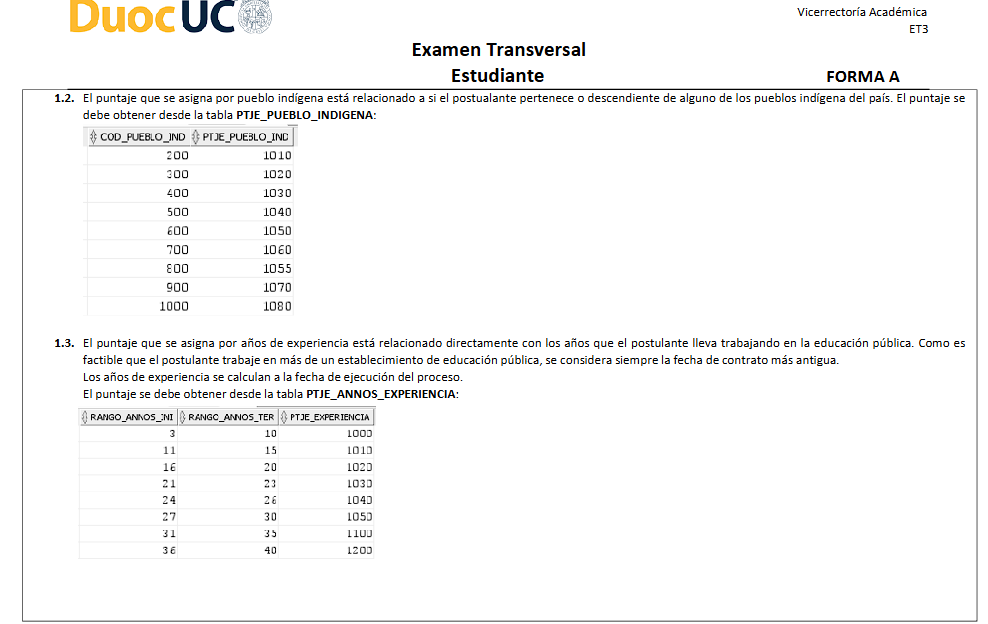 DuocUC
Vicerrectoría Académica
ET3
Examen Transversal
Estudiante
FORMA A
1.2. El puntaje que se asigna por pueblo indígena está relacionado a si el postualante pertenece o descendiente de alguno de los pueblos indígena del país. El puntaje se
debe obtener desde la tabla PTJE_PUEBLO_INDIGENA:
COD_PUEBLO_IND PTJE_PUEBLO_IND
200 1010
300 1020
400 1030
500 1040
600 1050
700 1060
800 1055
900 1070
1000 1080
1.3. El puntaje que se asigna por años de experiencia está relacionado directamente con los años que el postulante lleva trabajando en la educación pública. Como es
factible que el postulante trabaje en más de un establecimiento de educación pública, se considera siempre la fecha de contrato más antigua.
Los años de experiencia se calculan a la fecha de ejecución del proceso.
El puntaje se debe obtener desde la tabla PTJE_ANNOS_EXPERIENCIA:
RANGO_ANNOS_INI RANGO_ANNOS_TER PTJE_EXPERIENCIA
3 10 1000
11 15 1010
16 20 1020
21 23 1030
24 26 1040
27 30 1050
31 35 1100
36 40 1200